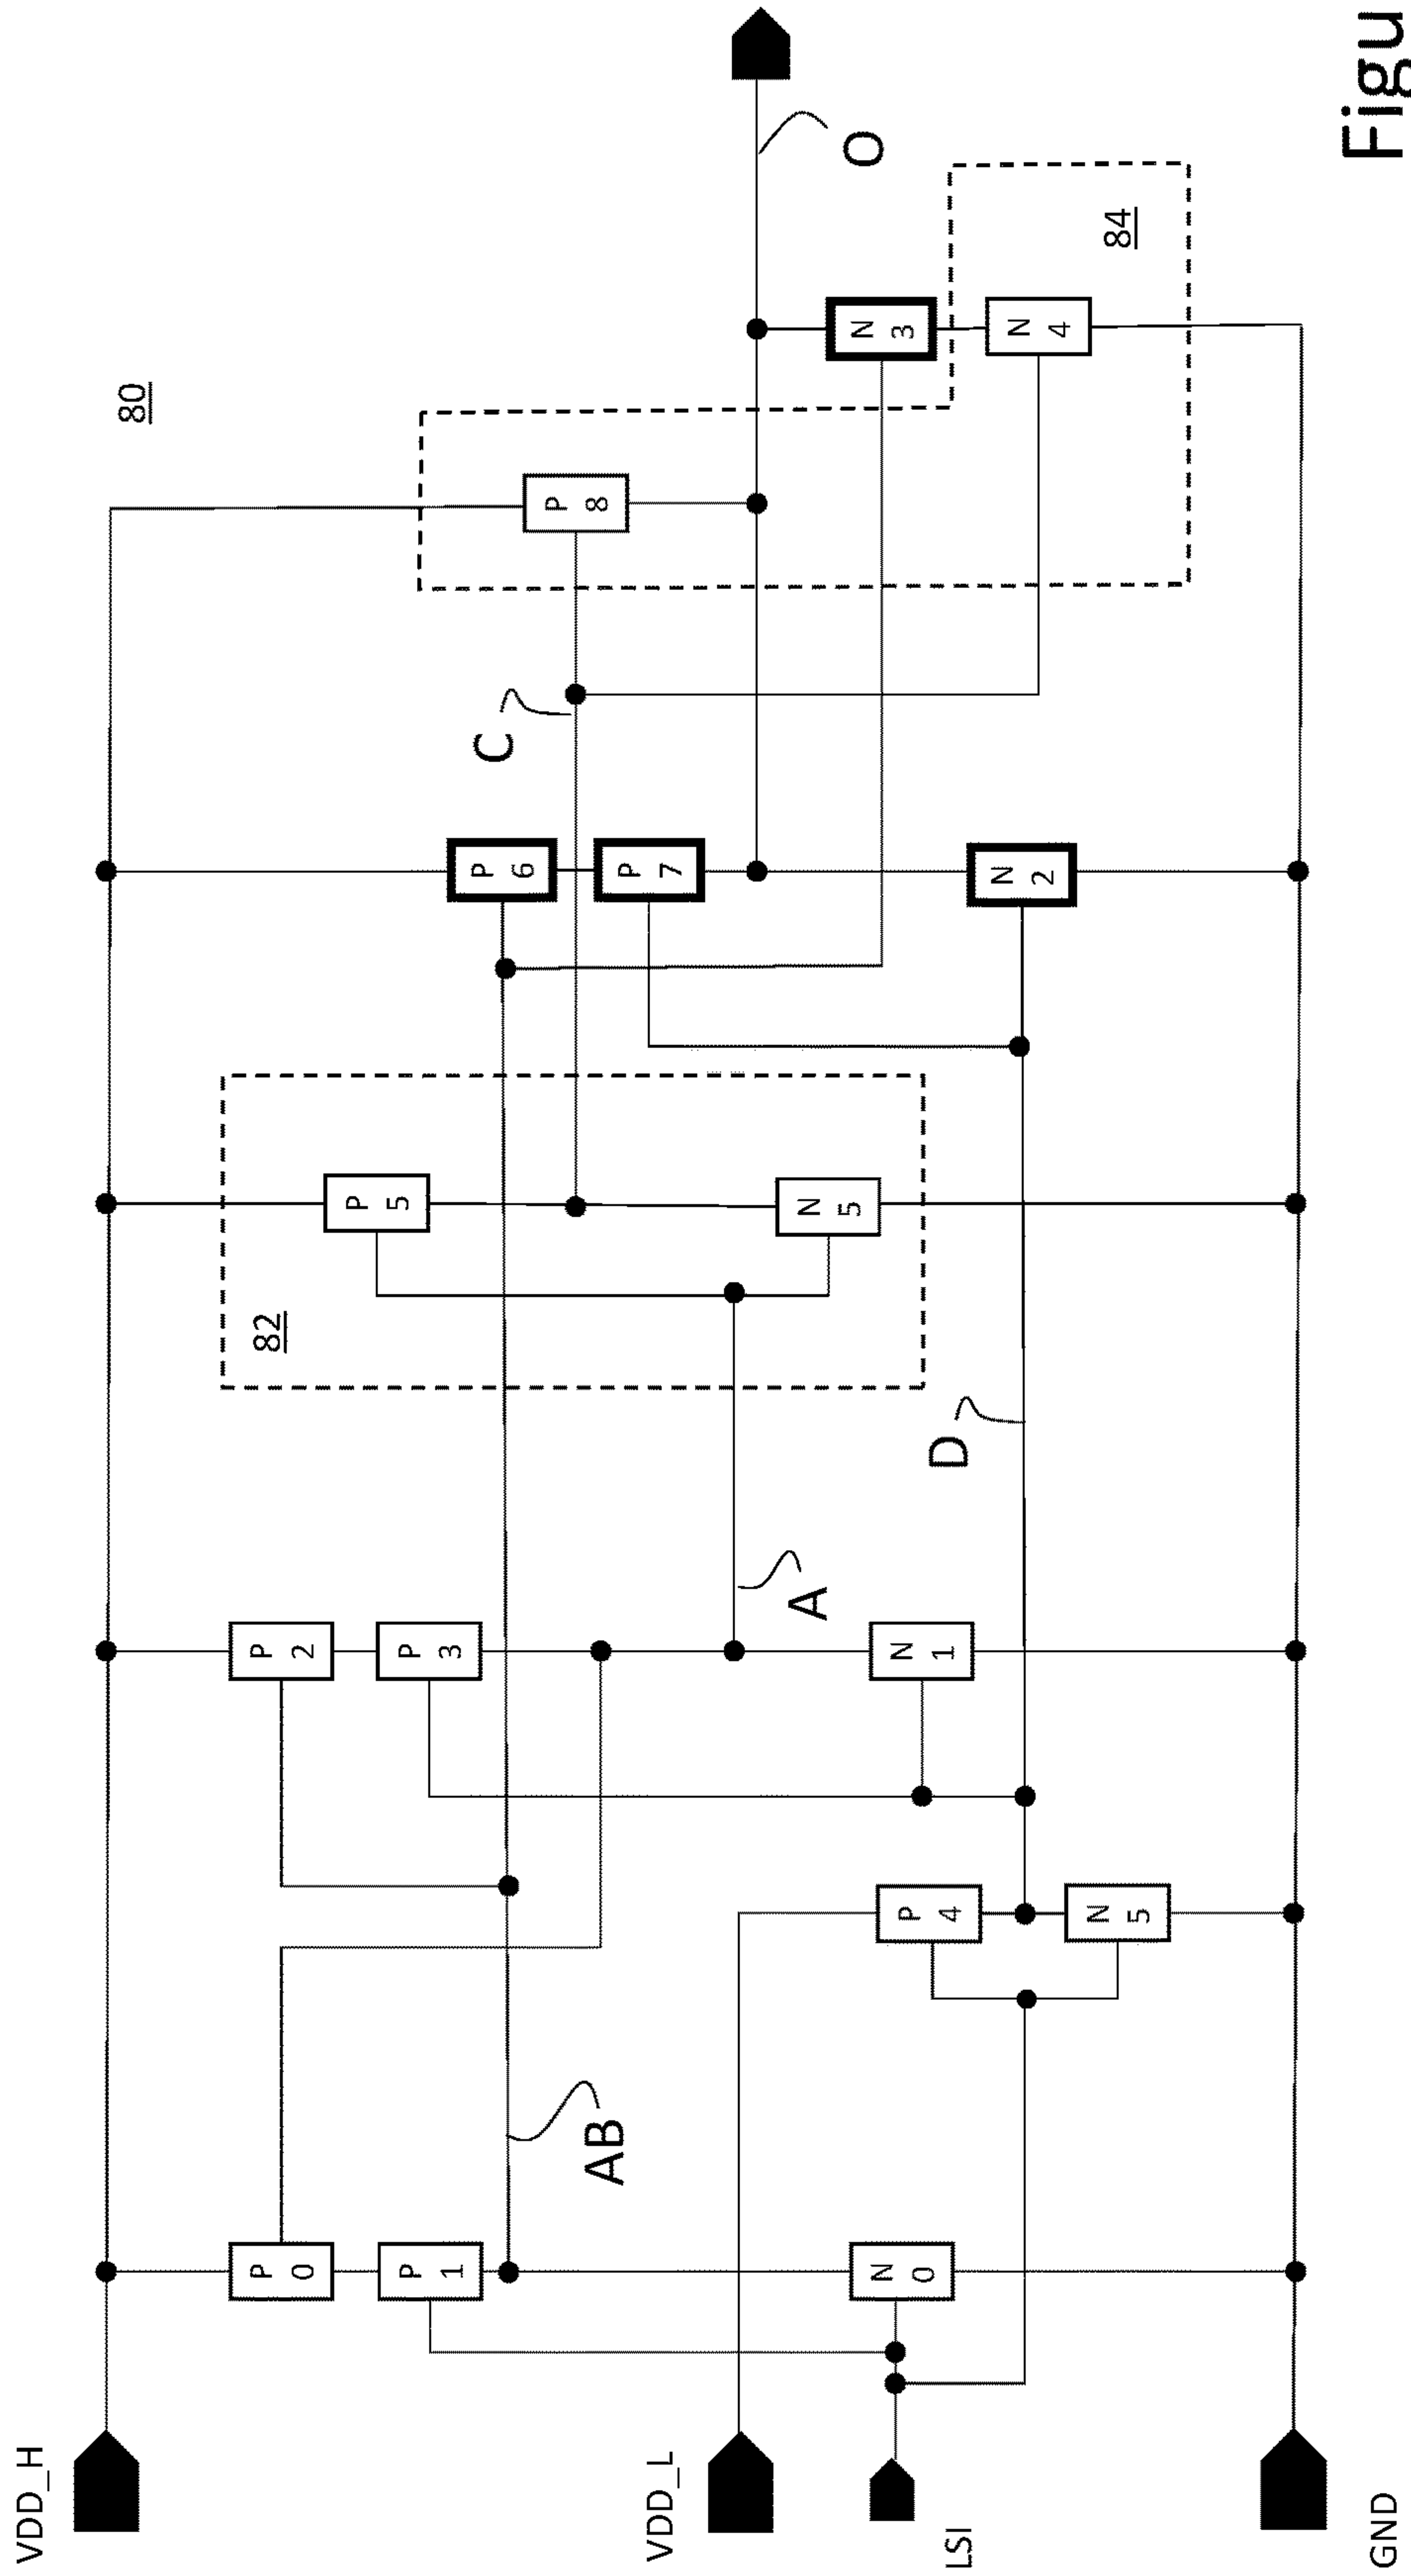 80
VDD_H
P 0
P 1
P 2
P 3
82
P 5
P 6
P 7
C
P 8
O
AB
A
N 5
N 3
VDD_L
P 4
N 1
D
N 2
N 4
84
LSI
N 0
N 5
GND
Figu